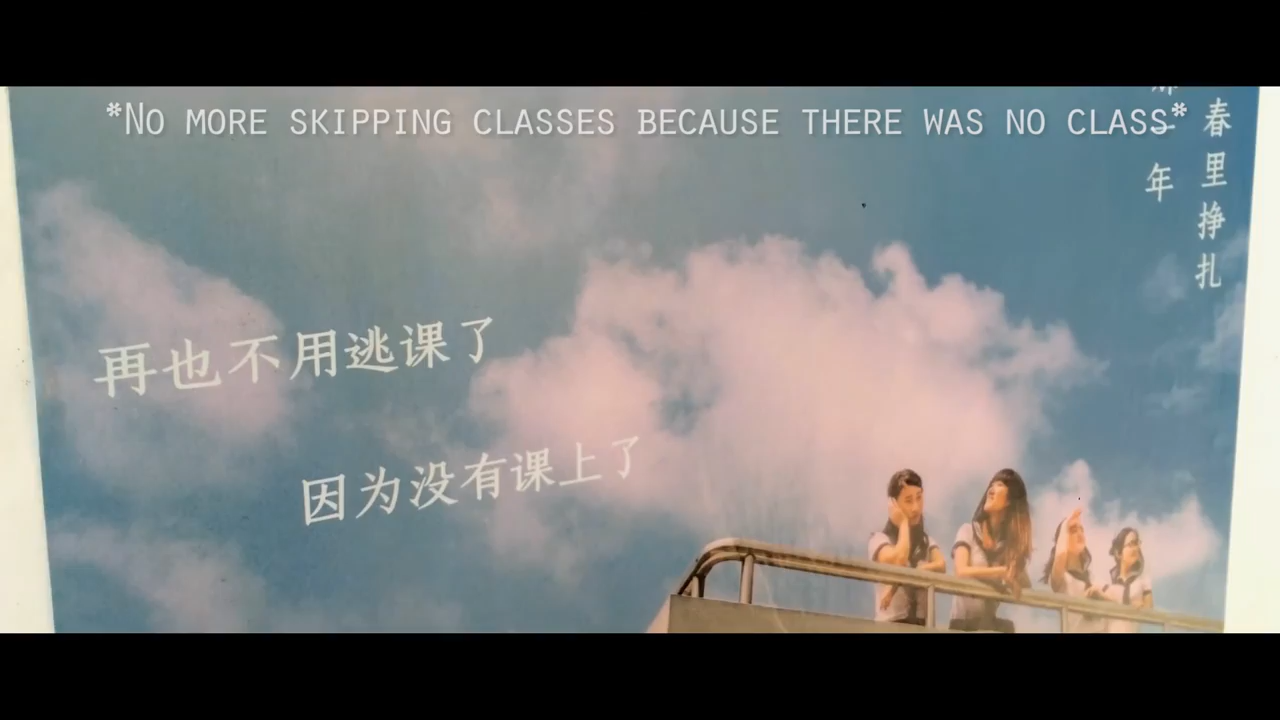 *NO MORE SKIPPING CLASSES BECAUSE THERE WAS NO CLASS*
春里挣扎
一年
再也不用逃课了
因为没有课上了